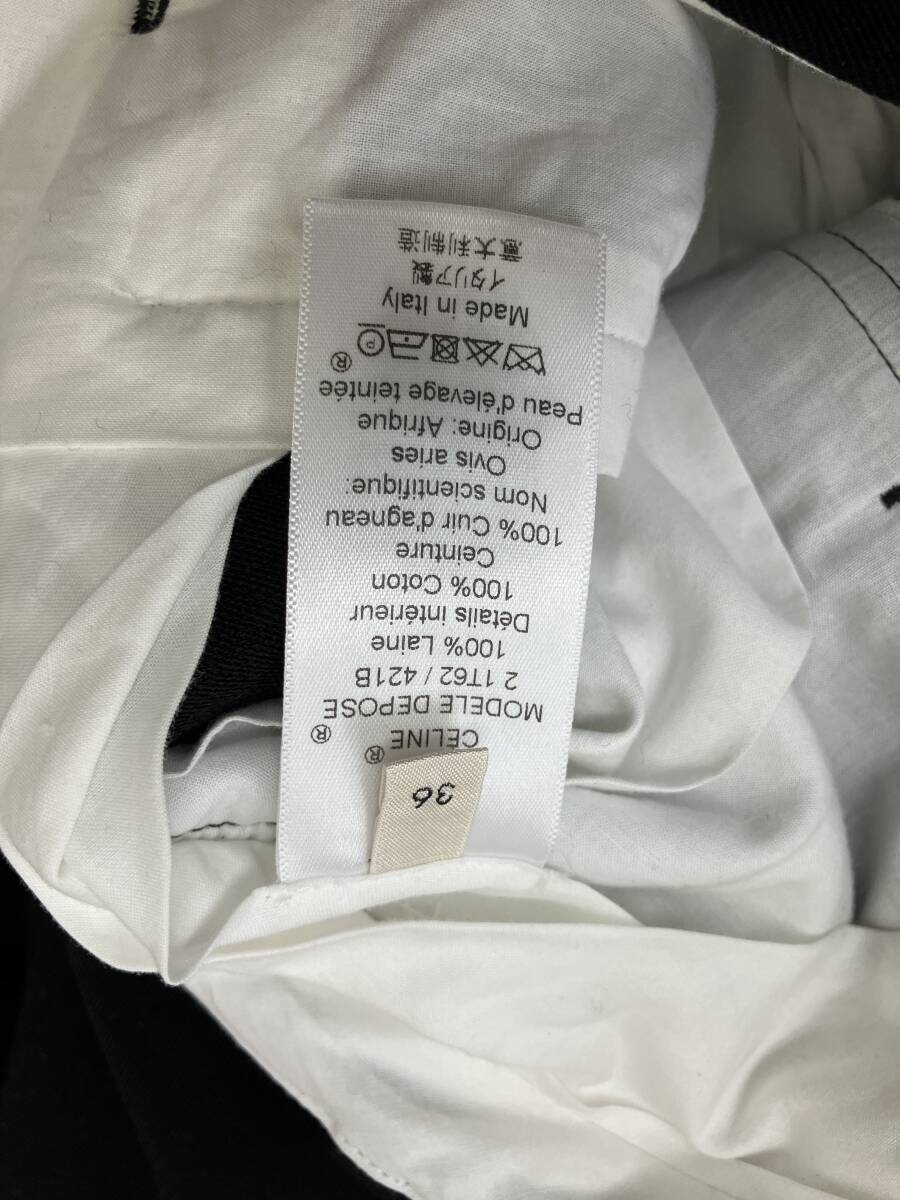 36
CELINE ®
® MODELE DEPOSE
2 1T62 / 421B
100% Laine
Détails intérieur
100% Coton
Ceinture
100% Cuir d'agneau
Nom scientifique:
Ovis aries
Origine: Afrique
Peau d'élevage teintée
®
P
Made in Italy
イタリア製
意大利制造